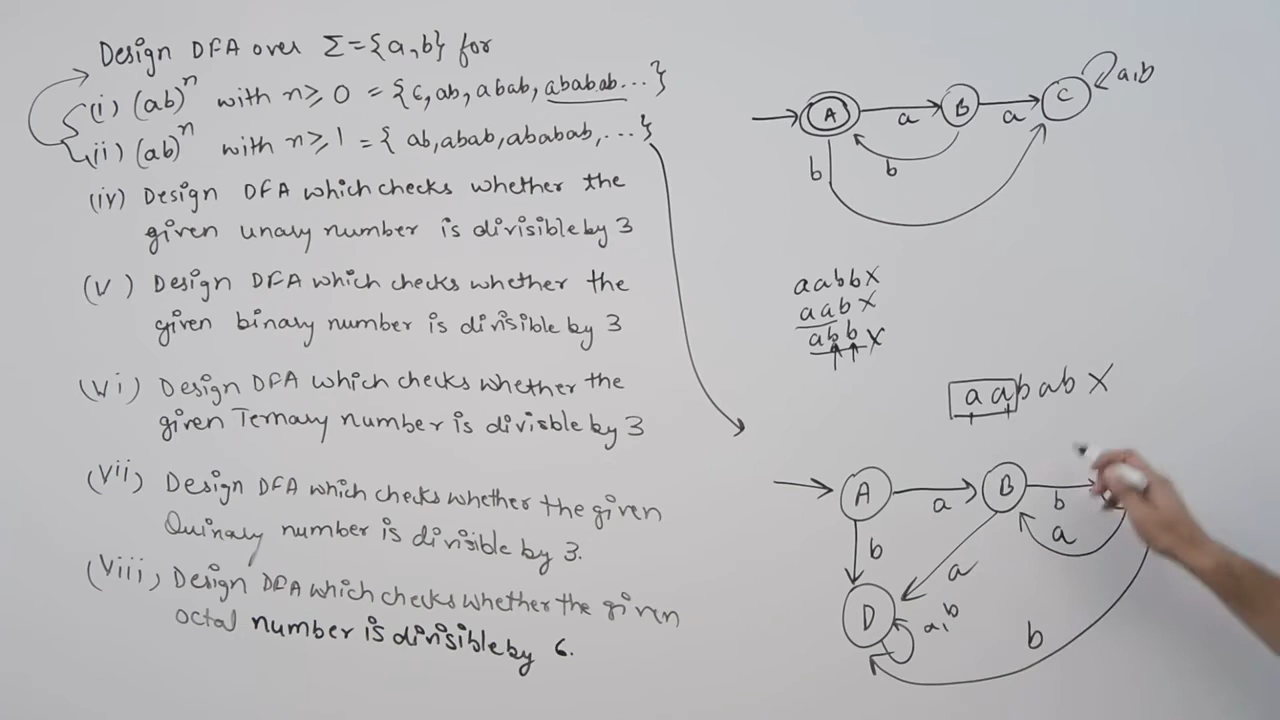 Design DFA over Σ={a,b} for
(i) (ab)^n with n≥0 = {ε, ab, abab, ababab...}
(ii) (ab)^n with n≥1 = { ab, abab, ababab, ...}
(iv) Design DFA which checks whether the
given unary number is divisible by 3
(v) Design DFA which checks whether the
given binary number is divisible by 3
(vi) Design DFA which checks whether the
given Ternary number is divisble by 3
(vii) Design DFA which checks whether the given
Quinary number is divisible by 3.
(viii) Design DFA which checks whether the given
octal number is divisible by 6.
A a B a C a,b
b b
aabb X
aab X
abb X
aabab X
A a B b
a
b a
D a,b b